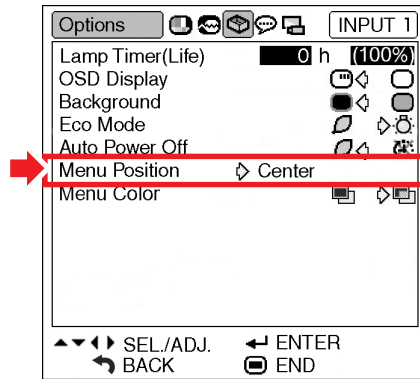 Options INPUT 1
Lamp Timer(Life) 0 h (100%)
OSD Display
Background
Eco Mode
Auto Power Off
Menu Position Center
Menu Color
SEL./ADJ. ENTER
BACK END